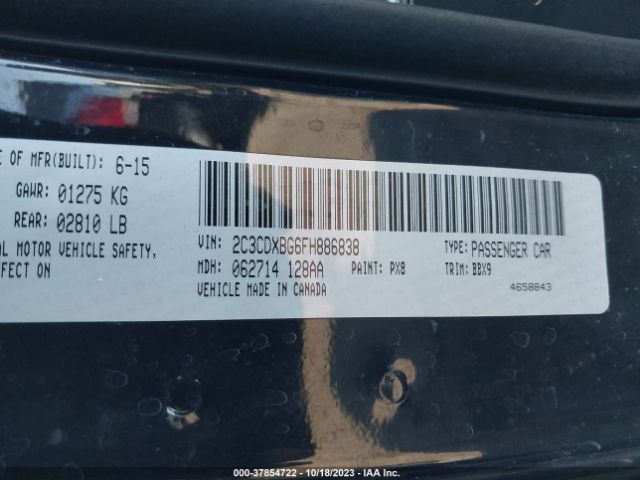 E OF MFR(BUILT): 6-15
GAWR: 01275 KG
REAR: 02810 LB
AL MOTOR VEHICLE SAFETY,
FFECT ON
VIN: 2C3CDXBG6FH886838
TYPE: PASSENGER CAR
MDH: 062714 128AA
PAINT: PX8
TRIM: BBX9
VEHICLE MADE IN CANADA
4658843
000-37854722 - 10/18/2023 - IAA Inc.